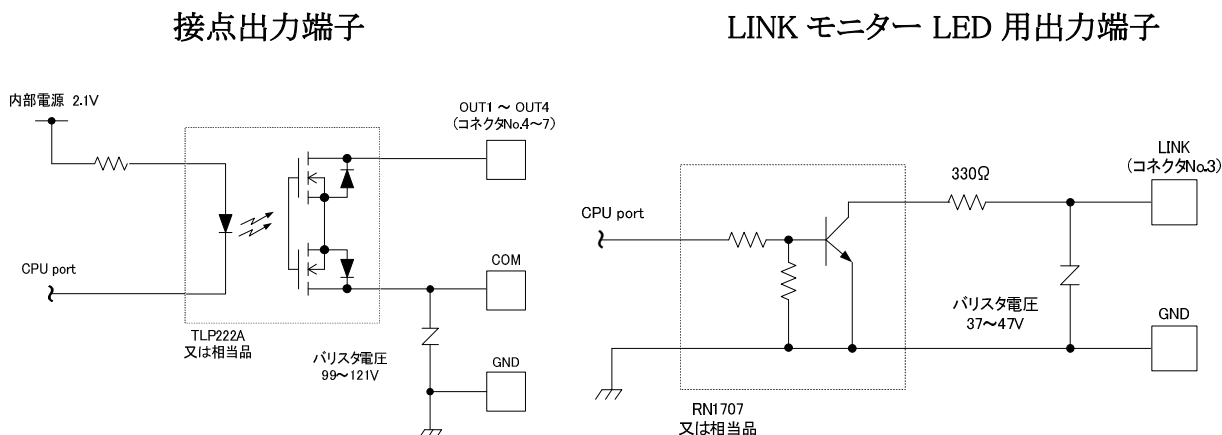 接点出力端子
内部電源 2.1V
OUT1 ～ OUT4
(コネクタNo.4～7)
CPU port
COM
TLP222A
又は相当品
バリスタ電圧
99～121V
GND
LINK モニター LED 用出力端子
LINK
(コネクタNo.3)
330Ω
CPU port
バリスタ電圧
37～47V
GND
RN1707
又は相当品